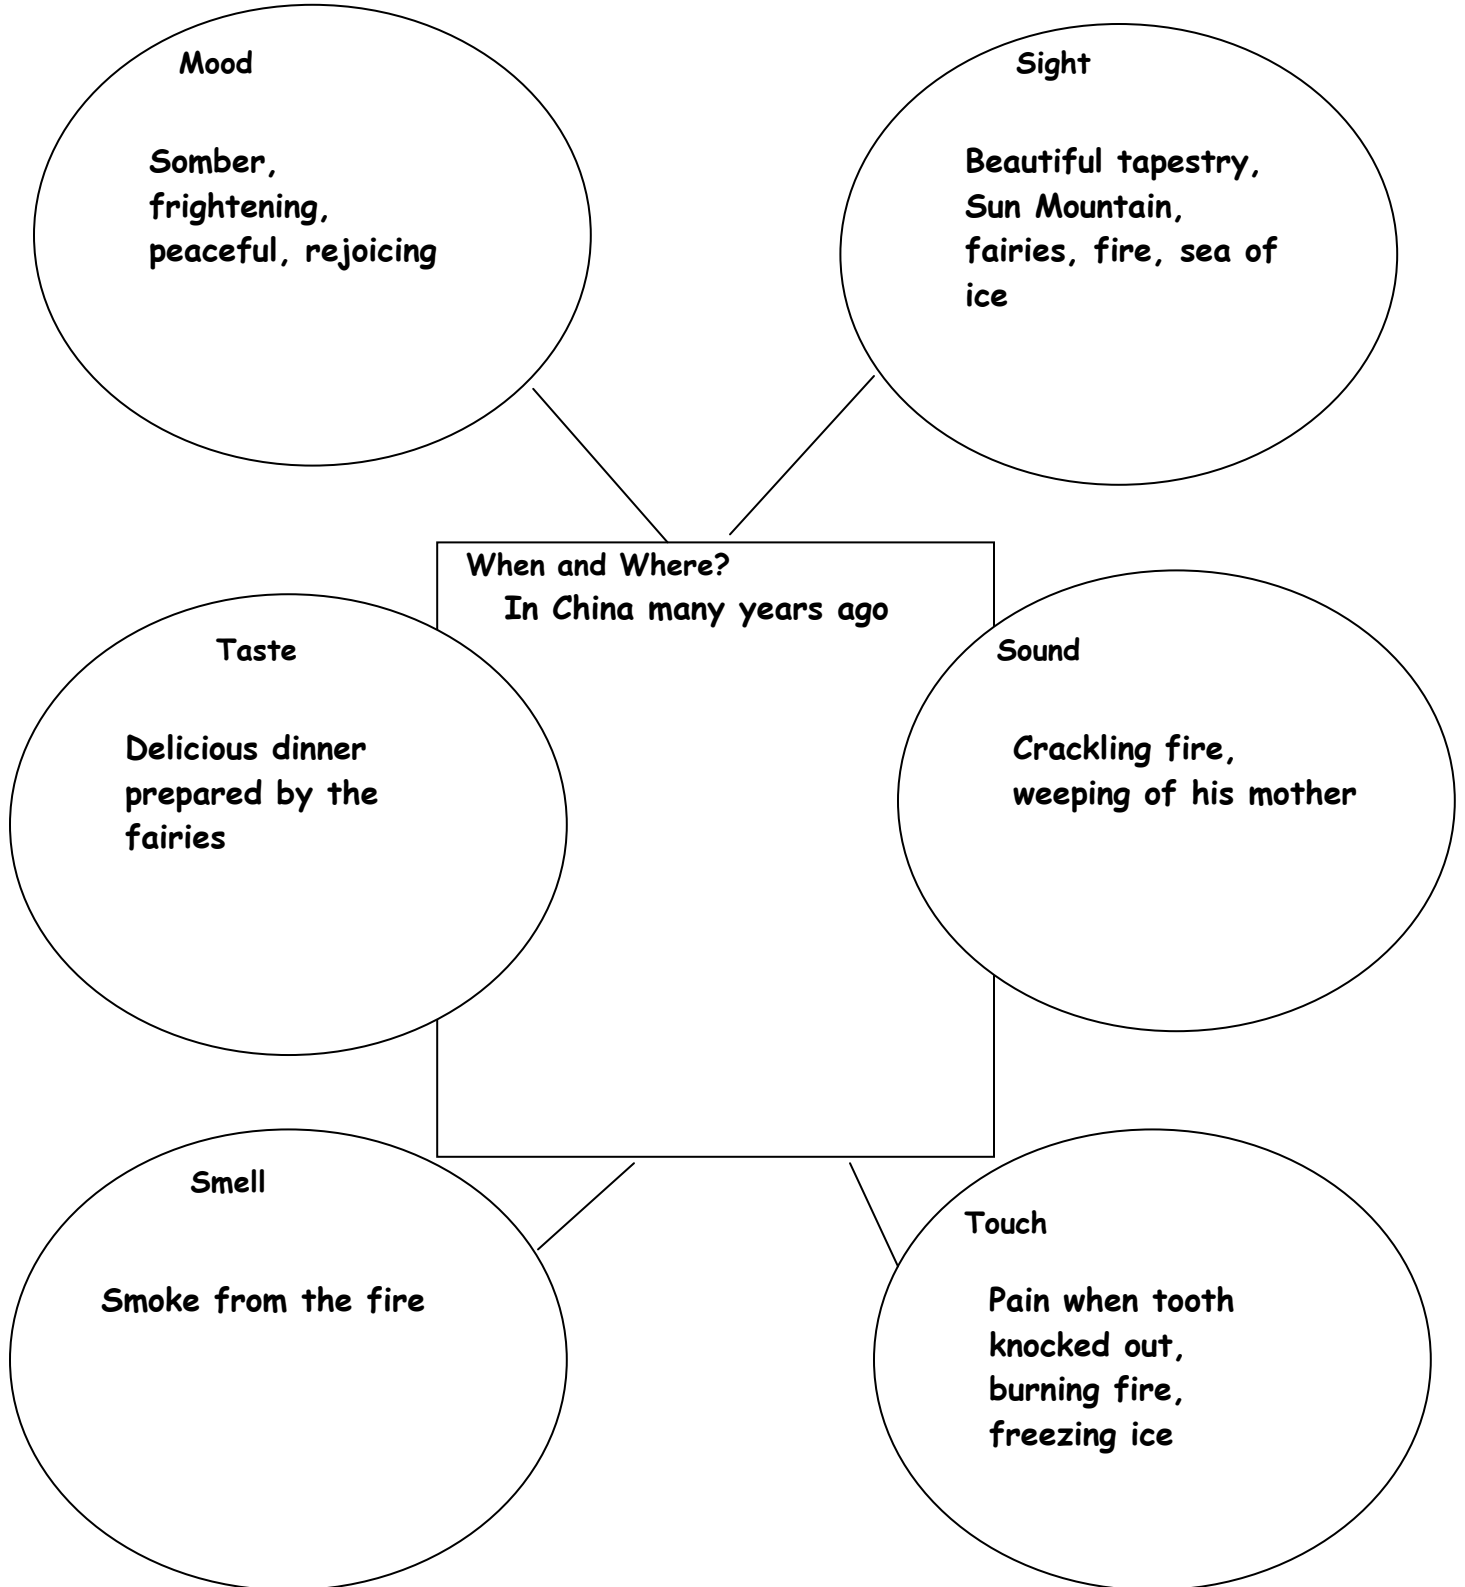 Mood
Somber,
frightening,
peaceful, rejoicing
Sight
Beautiful tapestry,
Sun Mountain,
fairies, fire, sea of
ice
When and Where?
In China many years ago
Taste
Delicious dinner
prepared by the
fairies
Sound
Crackling fire,
weeping of his mother
Smell
Smoke from the fire
Touch
Pain when tooth
knocked out,
burning fire,
freezing ice